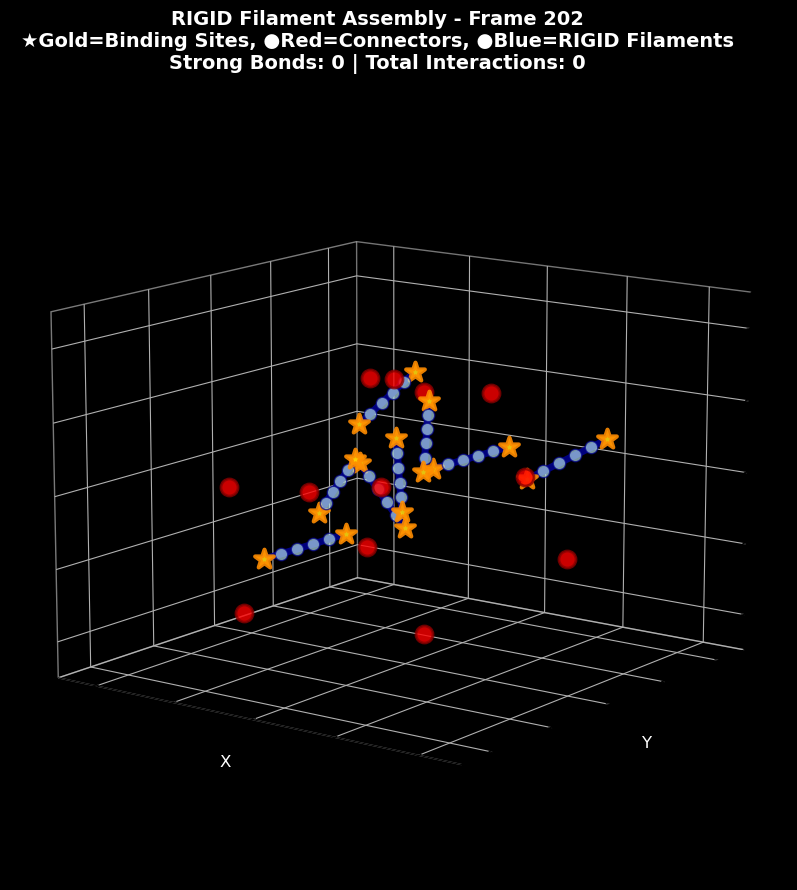 RIGID Filament Assembly - Frame 202
★Gold=Binding Sites, ●Red=Connectors, ●Blue=RIGID Filaments
Strong Bonds: 0 | Total Interactions: 0
X
Y